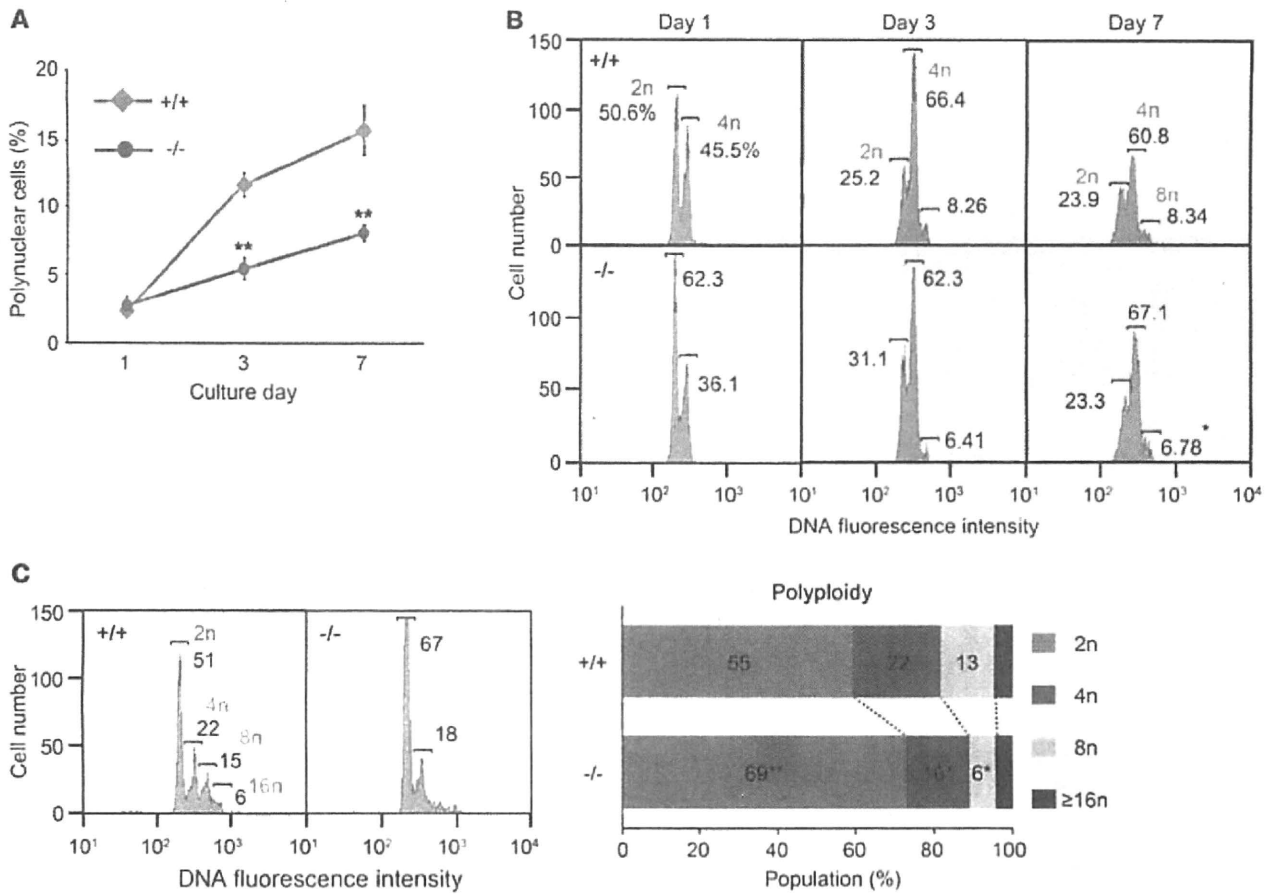 A
20
15
10
5
0
Polynuclear cells (%)
+/+
-/-
**
**
1 3 7
Culture day
B
Day 1 Day 3 Day 7
Cell number
150
100
50
0
+/+
2n
50.6%
4n
45.5%
4n
66.4
2n
25.2
8.26
4n
60.8
2n
23.9
8n
8.34
100
50
0
-/-
62.3
36.1
62.3
31.1
6.41
67.1
23.3
6.78 *
10¹ 10² 10³ 10¹ 10² 10³ 10¹ 10² 10³ 10⁴
DNA fluorescence intensity
C
Cell number
150
100
50
0
+/+
2n
51
4n
22
8n
15
16n
6
-/-
67
18
10¹ 10² 10³ 10¹ 10² 10³ 10⁴
DNA fluorescence intensity
Polyploidy
+/+ 55 22 13
-/- 69** 16* 6*
0 20 40 60 80 100
Population (%)
2n
4n
8n
≥16n